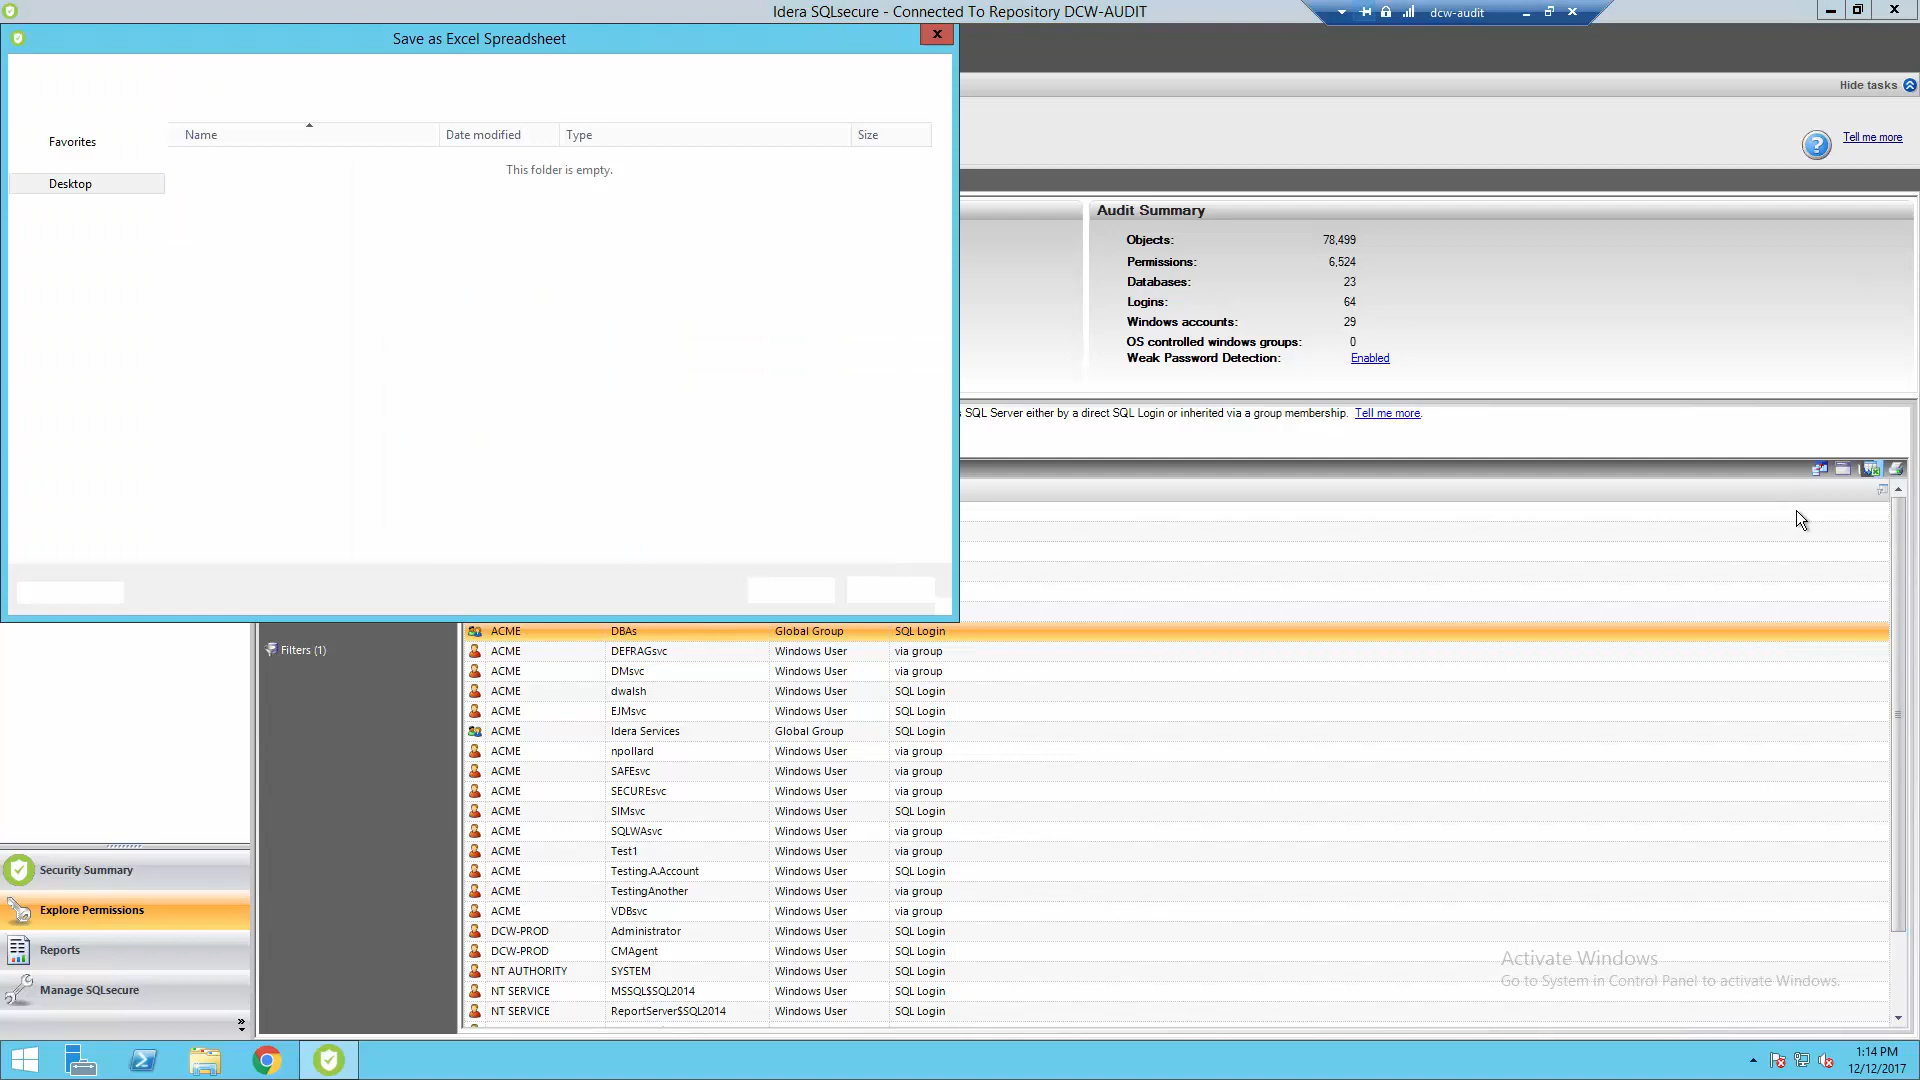 Idera SQLsecure - Connected To Repository DCW-AUDIT
dcw-audit
Save as Excel Spreadsheet
Hide tasks
Name
Date modified
Type
Size
Favorites
Tell me more
This folder is empty.
Desktop
Audit Summary
Objects: 78,499
Permissions: 6,524
Databases: 23
Logins: 64
Windows accounts: 29
OS controlled windows groups: 0
Weak Password Detection: Enabled
SQL Server either by a direct SQL Login or inherited via a group membership. Tell me more.
ACME DBAs Global Group SQL Login
Filters (1)
ACME DEFRAGsvc Windows User via group
ACME DMsvc Windows User via group
ACME dwalsh Windows User SQL Login
ACME EJMsvc Windows User SQL Login
ACME Idera Services Global Group SQL Login
ACME npollard Windows User via group
ACME SAFEsvc Windows User via group
ACME SECUREsvc Windows User via group
ACME SIMsvc Windows User SQL Login
ACME SQLWAsvc Windows User via group
ACME Test1 Windows User via group
ACME Testing.A.Account Windows User SQL Login
ACME TestingAnother Windows User via group
ACME VDBsvc Windows User via group
DCW-PROD Administrator Windows User SQL Login
DCW-PROD CMAgent Windows User SQL Login
NT AUTHORITY SYSTEM Windows User SQL Login
NT SERVICE MSSQL$SQL2014 Windows User SQL Login
NT SERVICE ReportServer$SQL2014 Windows User SQL Login
Security Summary
Explore Permissions
Reports
Manage SQLsecure
Activate Windows
Go to System in Control Panel to activate Windows.
1:14 PM
12/12/2017